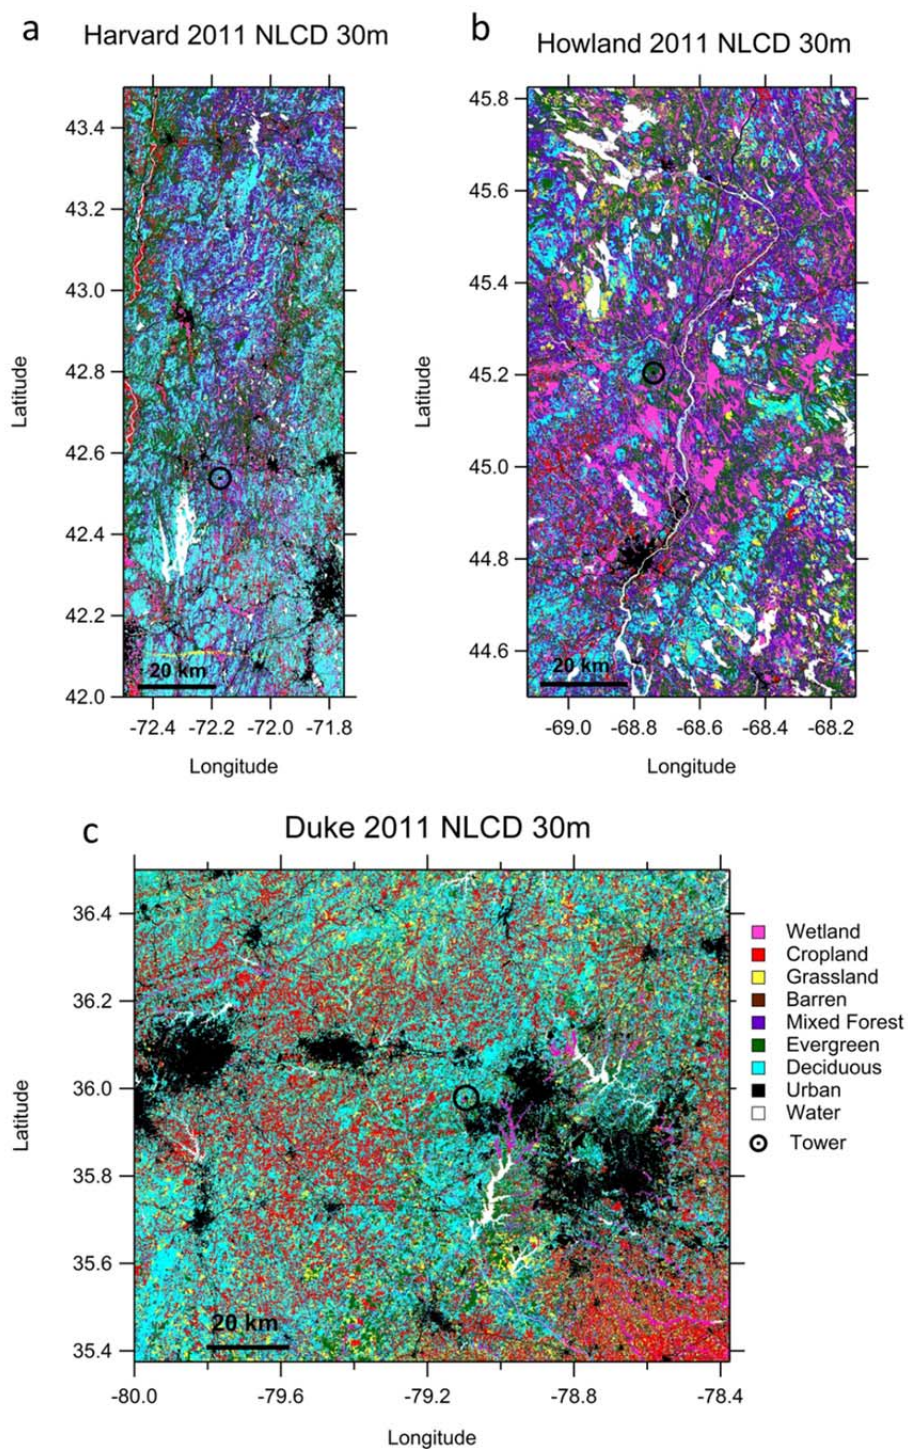 a
Harvard 2011 NLCD 30m
43.4
43.2
43.0
42.8
42.6
42.4
42.2
42.0
Latitude
20 km
-72.4 -72.2 -72.0 -71.8
Longitude
b
Howland 2011 NLCD 30m
45.8
45.6
45.4
45.2
45.0
44.8
44.6
Latitude
20 km
-69.0 -68.8 -68.6 -68.4 -68.2
Longitude
c
Duke 2011 NLCD 30m
36.4
36.2
36.0
35.8
35.6
35.4
Latitude
20 km
-80.0 -79.6 -79.2 -78.8 -78.4
Longitude
Wetland
Cropland
Grassland
Barren
Mixed Forest
Evergreen
Deciduous
Urban
Water
Tower